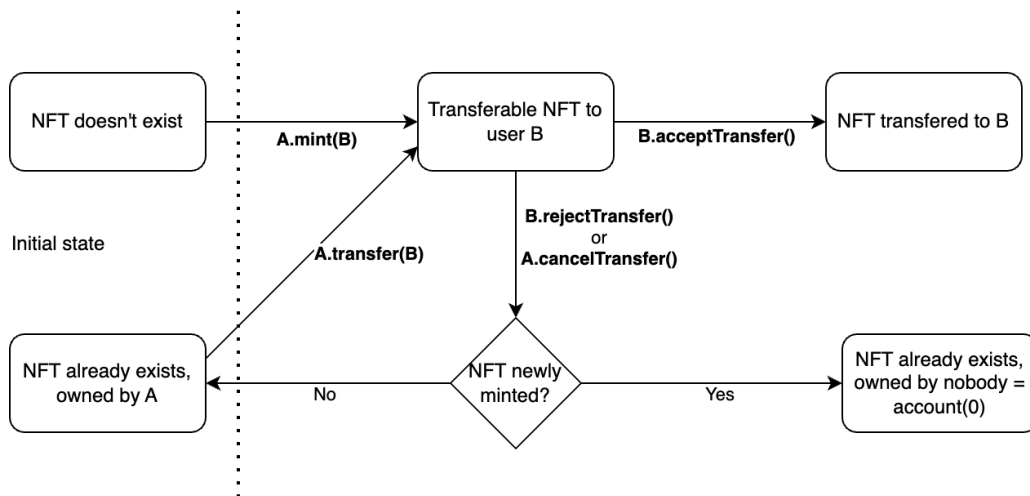 NFT doesn't exist
A.mint(B)
Transferable NFT to
user B
B.acceptTransfer()
NFT transfered to B
Initial state
A.transfer(B)
B.rejectTransfer()
or
A.cancelTransfer()
NFT already exists,
owned by A
No
NFT newly
minted?
Yes
NFT already exists,
owned by nobody =
account(0)